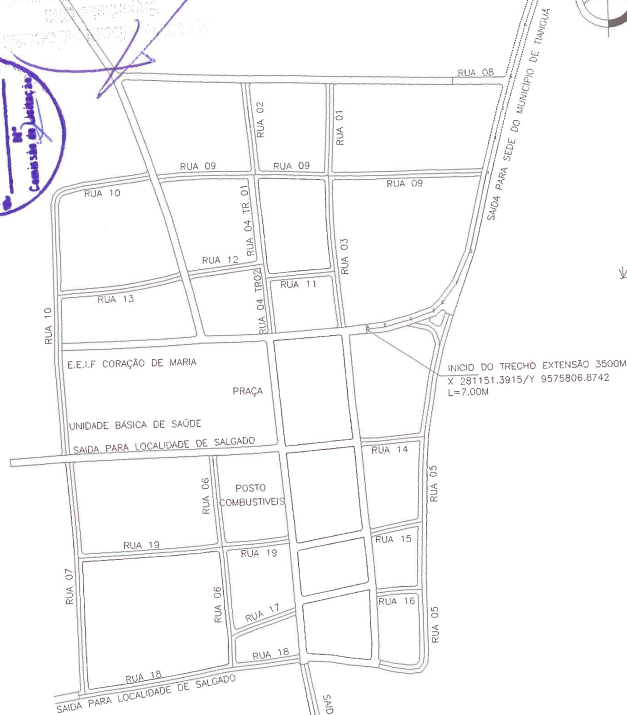 RUA 08
SAIDA PARA SEDE DO MUNICÍPIO DE TIANGUÁ
Comissão de Licitação
RUA 02
RUA 01
RUA 09
RUA 09
RUA 09
RUA 10
RUA 04 TR 01
RUA 03
RUA 12
RUA 11
RUA 13
RUA 04 TR02
RUA 10
E.E.I.F CORAÇÃO DE MARIA
PRAÇA
INICIO DO TRECHO EXTENSÃO 3500M
X 281151.3915/Y 9575806.8742
L=7.00M
UNIDADE BÁSICA DE SAÚDE
SAIDA PARA LOCALIDADE DE SALGADO
RUA 14
RUA 05
RUA 06
POSTO
COMBUSTIVEIS
RUA 15
RUA 19
RUA 19
RUA 07
RUA 06
RUA 16
RUA 17
RUA 05
RUA 18
RUA 18
SAIDA PARA LOCALIDADE DE SALGADO
SAID